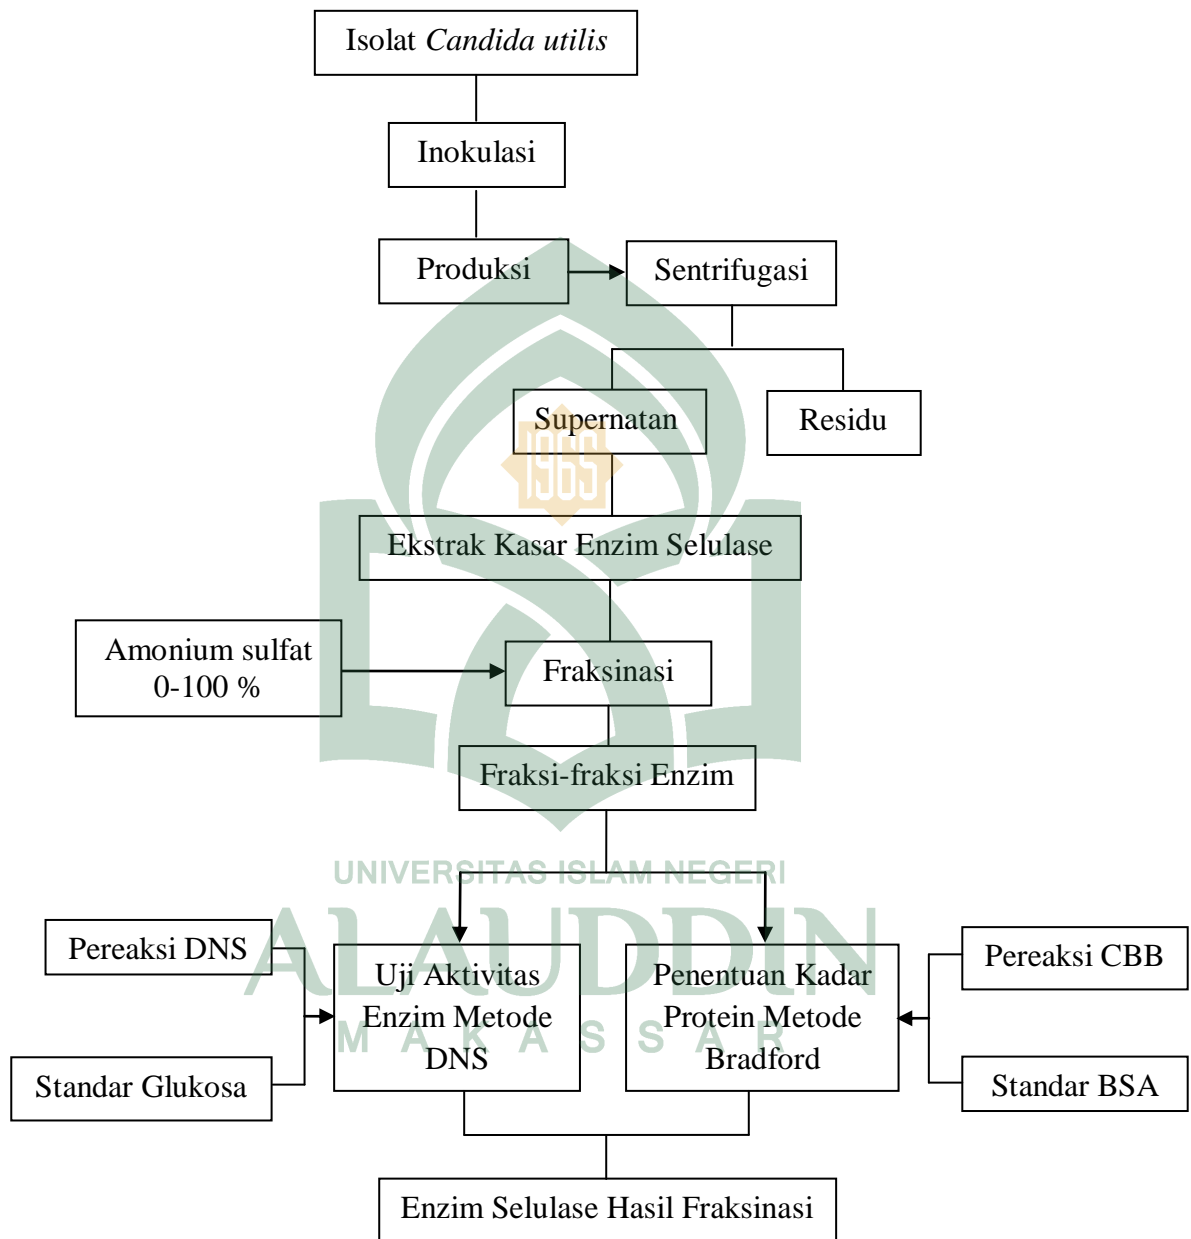 Isolat Candida utilis
Inokulasi
Produksi
Sentrifugasi
Supernatan
Residu
1965
Ekstrak Kasar Enzim Selulase
Amonium sulfat
0-100 %
Fraksinasi
Fraksi-fraksi Enzim
UNIVERSITAS ISLAM NEGERI
ALAUDDIN
MAKASSAR
Pereaksi DNS
Standar Glukosa
Uji Aktivitas
Enzim Metode
DNS
Penentuan Kadar
Protein Metode
Bradford
Pereaksi CBB
Standar BSA
Enzim Selulase Hasil Fraksinasi